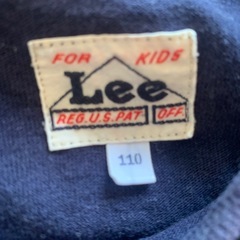 FOR KIDS
Lee
REG.U.S.PAT OFF.
110